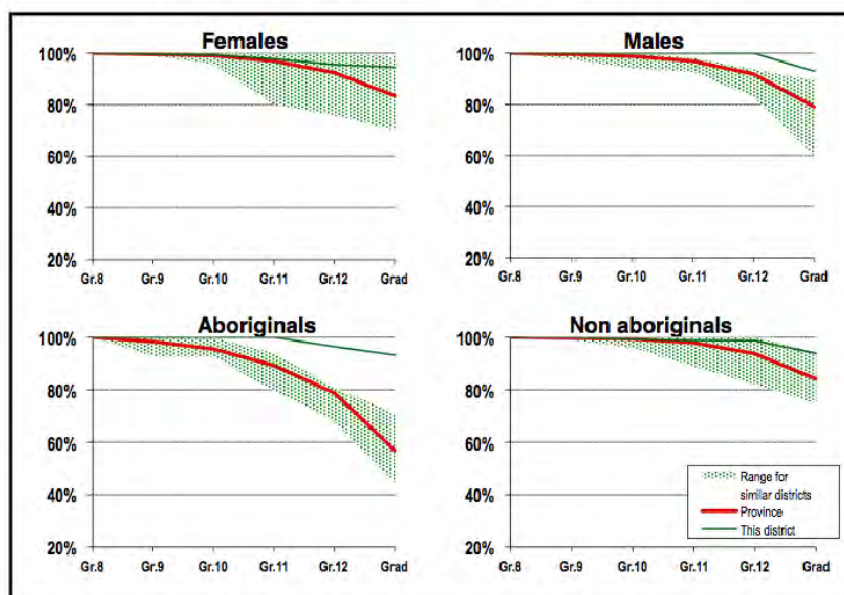 Females
100%
80%
60%
40%
20%
Gr.8 Gr.9 Gr.10 Gr.11 Gr.12 Grad
Males
100%
80%
60%
40%
20%
Gr.8 Gr.9 Gr.10 Gr.11 Gr.12 Grad
Aboriginals
100%
80%
60%
40%
20%
Gr.8 Gr.9 Gr.10 Gr.11 Gr.12 Grad
Non aboriginals
100%
80%
60%
40%
20%
Gr.8 Gr.9 Gr.10 Gr.11 Gr.12 Grad
Range for
similar districts
Province
This district